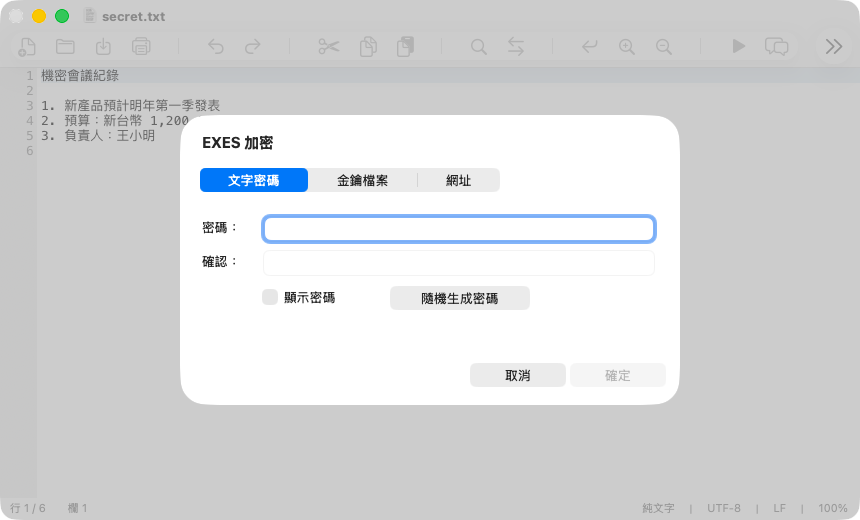 secret.txt
1 機密會議紀錄
2
3 1. 新產品預計明年第一季發表
4 2. 預算：新台幣 1,200
5 3. 負責人：王小明
6
EXES 加密
文字密碼 金鑰檔案 網址
密碼：
確認：
顯示密碼 隨機生成密碼
取消 確定
行 1 / 6 欄 1 純文字 | UTF-8 | LF | 100%